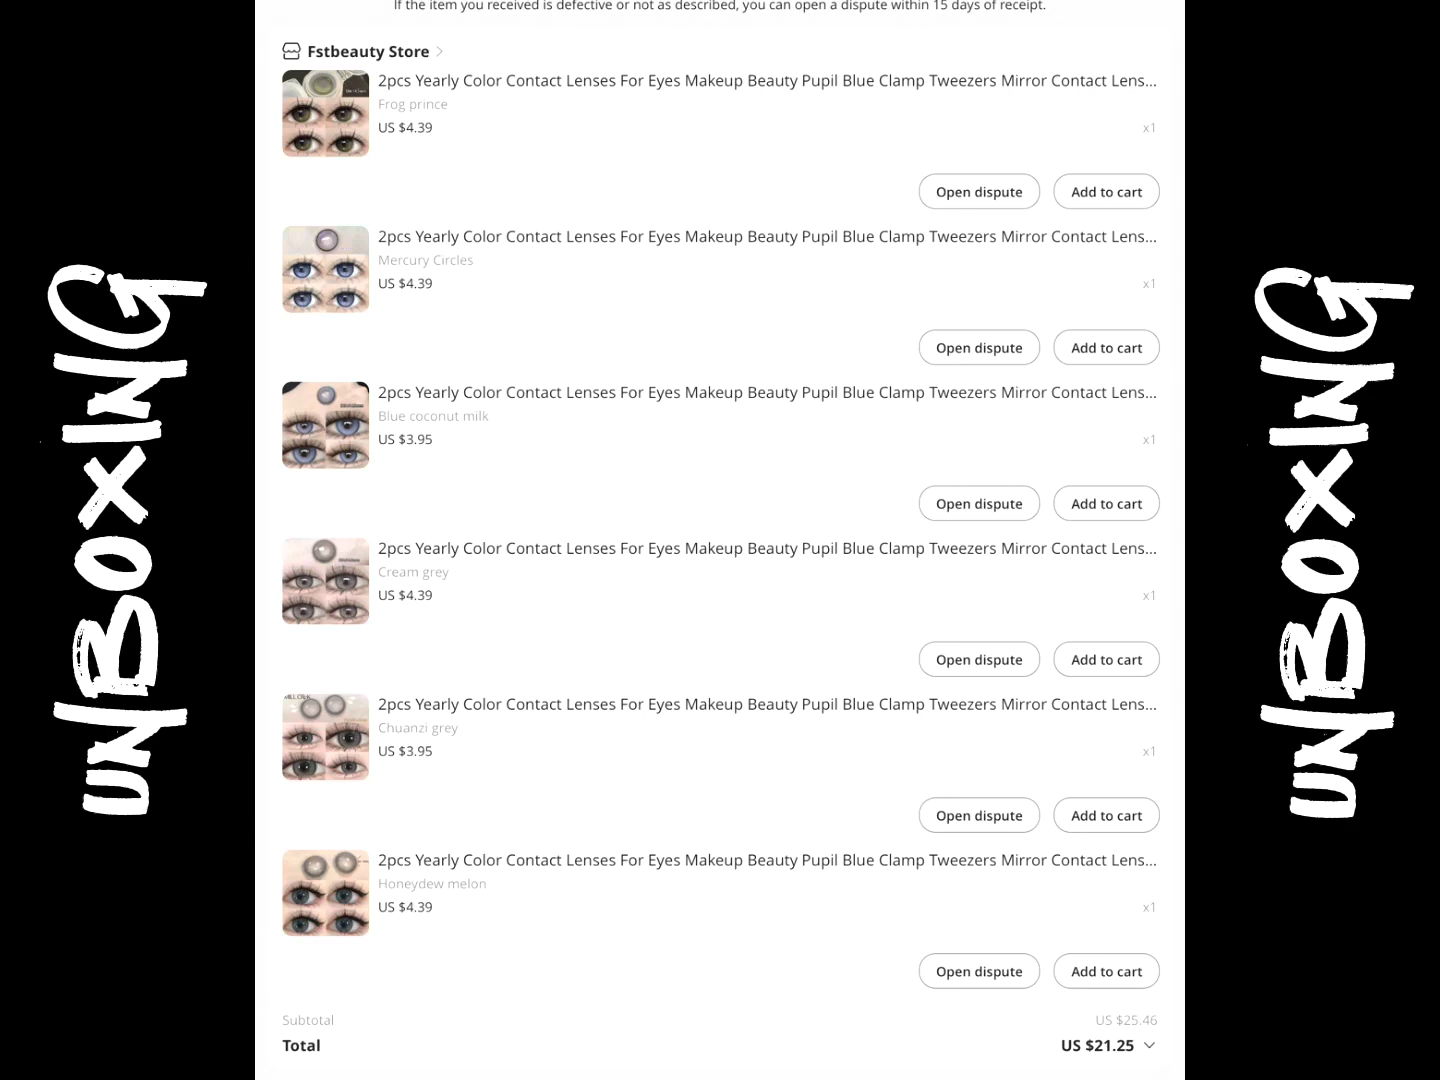 If the item you received is defective or not as described, you can open a dispute within 15 days of receipt.
Fstbeauty Store
2pcs Yearly Color Contact Lenses For Eyes Makeup Beauty Pupil Blue Clamp Tweezers Mirror Contact Lens...
Frog prince
US $4.39
x1
Open dispute
Add to cart
2pcs Yearly Color Contact Lenses For Eyes Makeup Beauty Pupil Blue Clamp Tweezers Mirror Contact Lens...
Mercury Circles
US $4.39
x1
Open dispute
Add to cart
2pcs Yearly Color Contact Lenses For Eyes Makeup Beauty Pupil Blue Clamp Tweezers Mirror Contact Lens...
Blue coconut milk
US $3.95
x1
Open dispute
Add to cart
2pcs Yearly Color Contact Lenses For Eyes Makeup Beauty Pupil Blue Clamp Tweezers Mirror Contact Lens...
Cream grey
US $4.39
x1
Open dispute
Add to cart
2pcs Yearly Color Contact Lenses For Eyes Makeup Beauty Pupil Blue Clamp Tweezers Mirror Contact Lens...
Chuanzi grey
US $3.95
x1
Open dispute
Add to cart
2pcs Yearly Color Contact Lenses For Eyes Makeup Beauty Pupil Blue Clamp Tweezers Mirror Contact Lens...
Honeydew melon
US $4.39
x1
Open dispute
Add to cart
Subtotal
US $25.46
Total
US $21.25
UNBOXING
UNBOXING